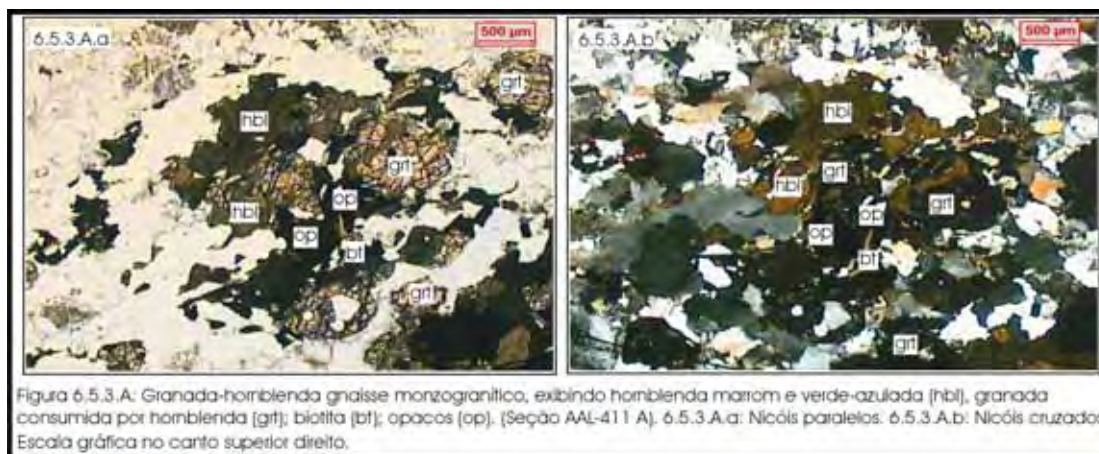 6.5.3.A.a
500 µm
grt
hbl
grt
hbl
op
op
bt
grt
6.5.3.A.b
500 µm
hbl
grt
hbl
grt
op
op
bt
grt
Figura 6.5.3.A: Granada-hornblenda gnaisse monzogranítico, exibindo hornblenda marrom e verde-azulada (hbl), granada
consumida por hornblenda (grt); biotita (bt); opacos (op). (Seção AAL-411 A). 6.5.3.A.a: Nicóis paralelos. 6.5.3.A.b: Nicóis cruzados
Escala gráfica no canto superior direito.